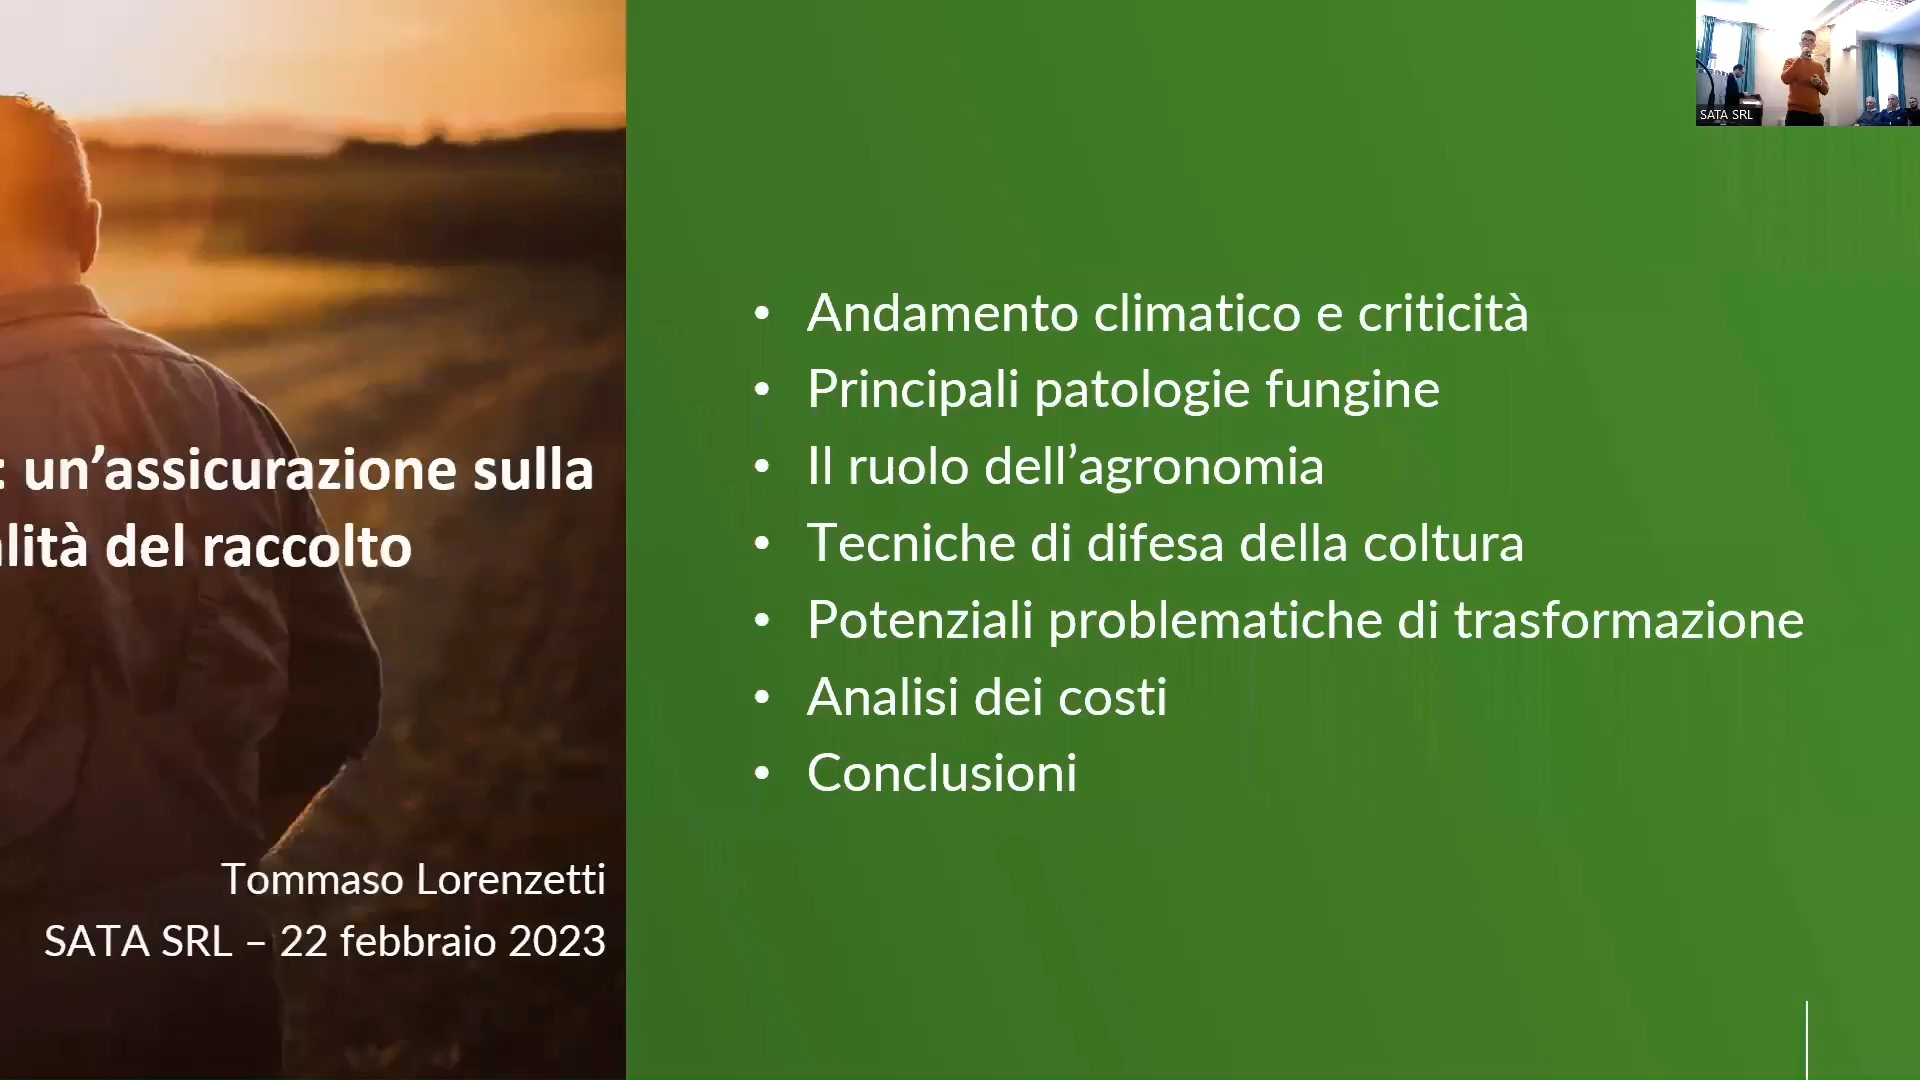 : un’assicurazione sulla
lità del raccolto
Tommaso Lorenzetti
SATA SRL – 22 febbraio 2023
• Andamento climatico e criticità
• Principali patologie fungine
• Il ruolo dell’agronomia
• Tecniche di difesa della coltura
• Potenziali problematiche di trasformazione
• Analisi dei costi
• Conclusioni
SATA SRL